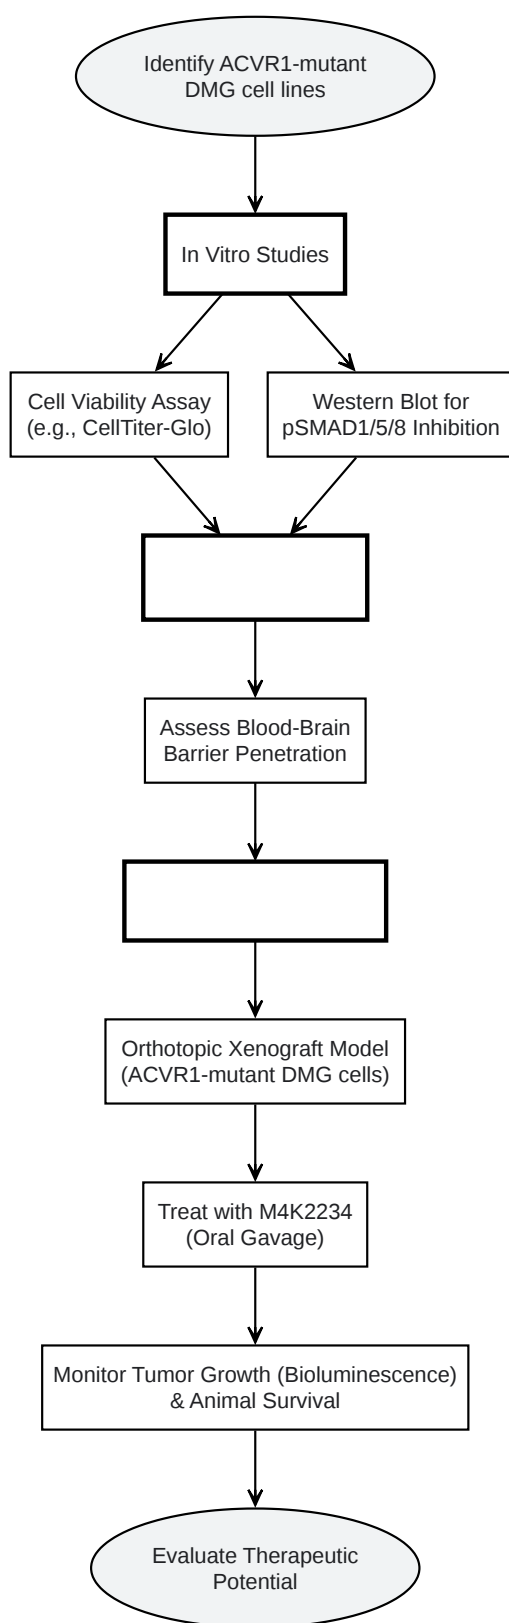 Identify ACVR1-mutant
DMG cell lines
In Vitro Studies
Cell Viability Assay
(e.g., CellTiter-Glo)
Western Blot for
pSMAD1/5/8 Inhibition
Assess Blood-Brain
Barrier Penetration
Orthotopic Xenograft Model
(ACVR1-mutant DMG cells)
Treat with M4K2234
(Oral Gavage)
Monitor Tumor Growth (Bioluminescence)
& Animal Survival
Evaluate Therapeutic
Potential